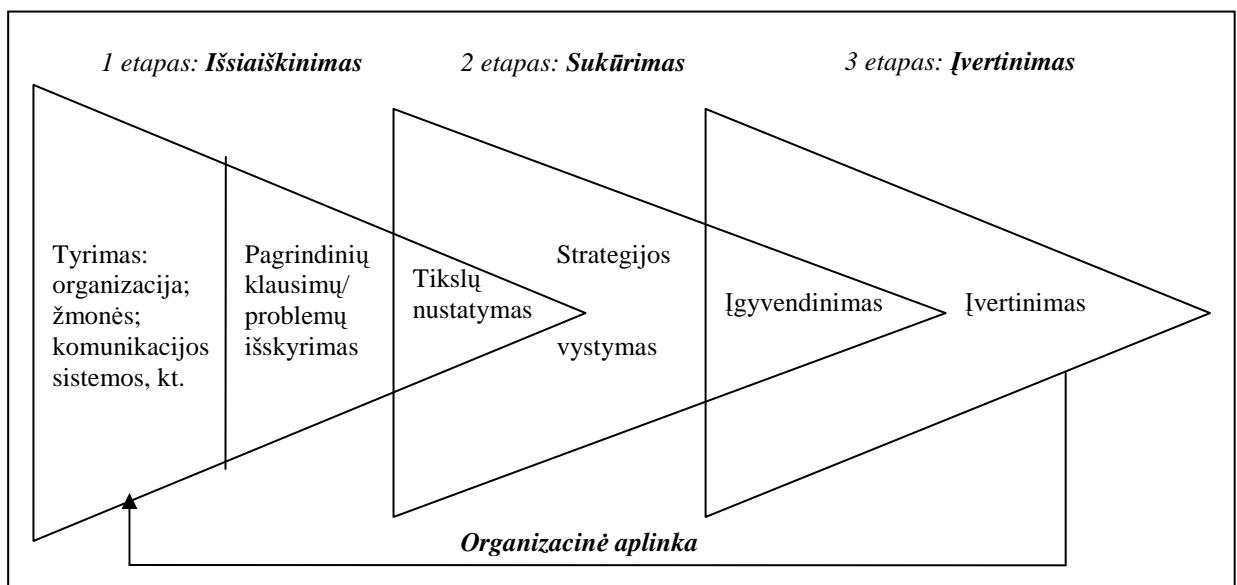 1 etapas: Išsiaiškinimas
2 etapas: Sukūrimas
3 etapas: Įvertinimas
Tyrimas:
organizacija;
žmonės;
komunikacijos
sistemos, kt.
Pagrindinių
klausimų/
problemų
išskyrimas
Tikslų
nustatymas
Strategijos
vystymas
Įgyvendinimas
Įvertinimas
Organizacinė aplinka